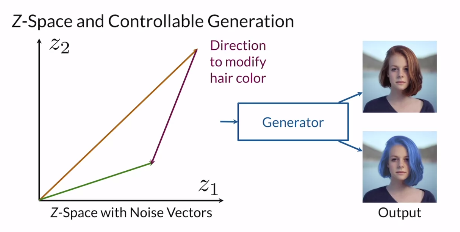 Z-Space and Controllable Generation
z2
Direction
to modify
hair color
Generator
z1
Z-Space with Noise Vectors
Output